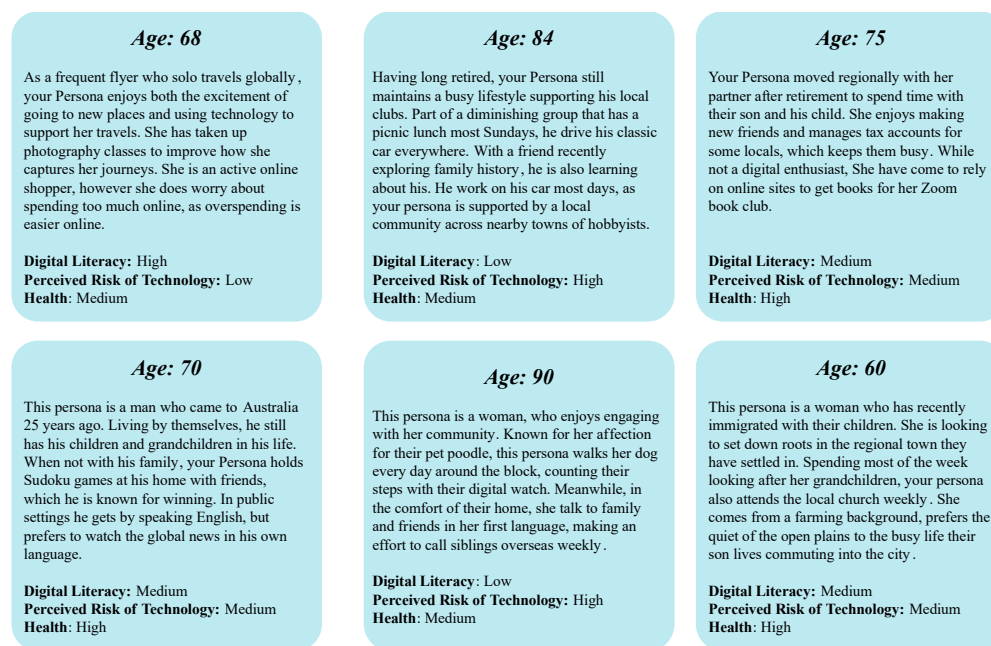 Age: 68
As a frequent flyer who solo travels globally, 
your Persona enjoys both the excitement of
going to new places and using technology to
support her travels. She has taken up
photography classes to improve how she
captures her journeys. She is an active online
shopper, however she does worry about
spending too much online, as overspending is
easier online.
Digital Literacy: High
Perceived Risk of Technology: Low
Health: Medium
Age: 84
Having long retired, your Persona still
maintains a busy lifestyle supporting his local
clubs. Part of a diminishing group that has a
picnic lunch most Sundays, he drive his classic
car everywhere. With a friend recently
exploring family history, he is also learning
about his. He work on his car most days, as
your persona is supported by a local
community across nearby towns of hobbyists.
Digital Literacy: Low
Perceived Risk of Technology: High
Health: Medium
Age: 75
Your Persona moved regionally with her
partner after retirement to spend time with
their son and his child. She enjoys making
new friends and manages tax accounts for
some locals, which keeps them busy. While
not a digital enthusiast, She have come to rely
on online sites to get books for her Zoom
book club.
Digital Literacy: Medium
Perceived Risk of Technology: Medium
Health: High
Age: 70
This persona is a man who came to Australia
25 years ago. Living by themselves, he still
has his children and grandchildren in his life.
When not with his family, your Persona holds
Sudoku games at his home with friends,
which he is known for winning. In public
settings he gets by speaking English, but
prefers to watch the global news in his own
language.
Digital Literacy: Medium
Perceived Risk of Technology: Medium
Health: High
Age: 90
This persona is a woman, who enjoys engaging
with her community. Known for her affection
for their pet poodle, this persona walks her dog
every day around the block, counting their
steps with their digital watch. Meanwhile, in
the comfort of their home, she talk to family
and friends in her first language, making an
effort to call siblings overseas weekly.
Digital Literacy: Low
Perceived Risk of Technology: High
Health: Medium
Age: 60
This persona is a woman who has recently
immigrated with their children. She is looking
to set down roots in the regional town they
have settled in. Spending most of the week
looking after her grandchildren, your persona
also attends the local church weekly. She
comes from a farming background, prefers the
quiet of the open plains to the busy life their
son lives commuting into the city.
Digital Literacy: Medium
Perceived Risk of Technology: Medium
Health: High